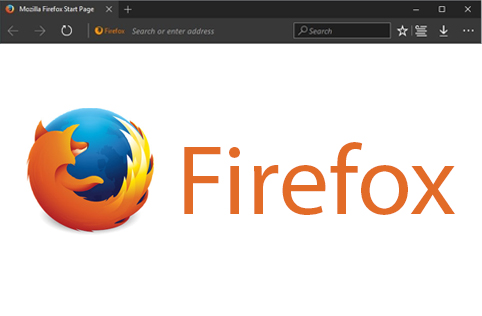 Mozilla Firefox Start Page
Firefox Search or enter address Search
Firefox